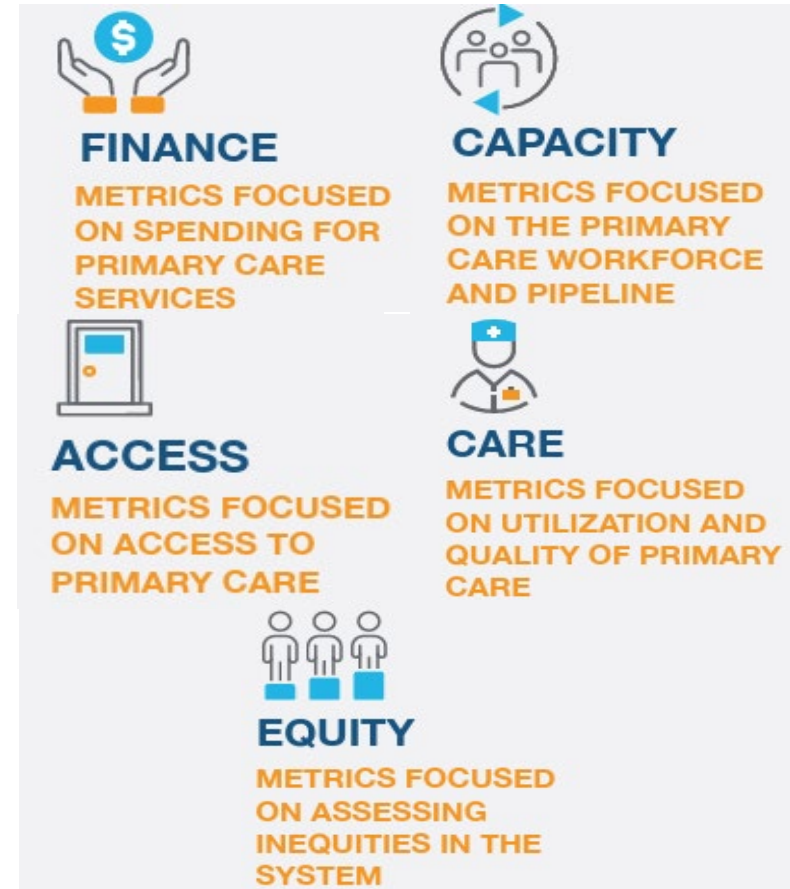 $
FINANCE
METRICS FOCUSED
ON SPENDING FOR
PRIMARY CARE
SERVICES
CAPACITY
METRICS FOCUSED
ON THE PRIMARY
CARE WORKFORCE
AND PIPELINE
ACCESS
METRICS FOCUSED
ON ACCESS TO
PRIMARY CARE
CARE
METRICS FOCUSED
ON UTILIZATION AND
QUALITY OF PRIMARY
CARE
EQUITY
METRICS FOCUSED
ON ASSESSING
INEQUITIES IN THE
SYSTEM